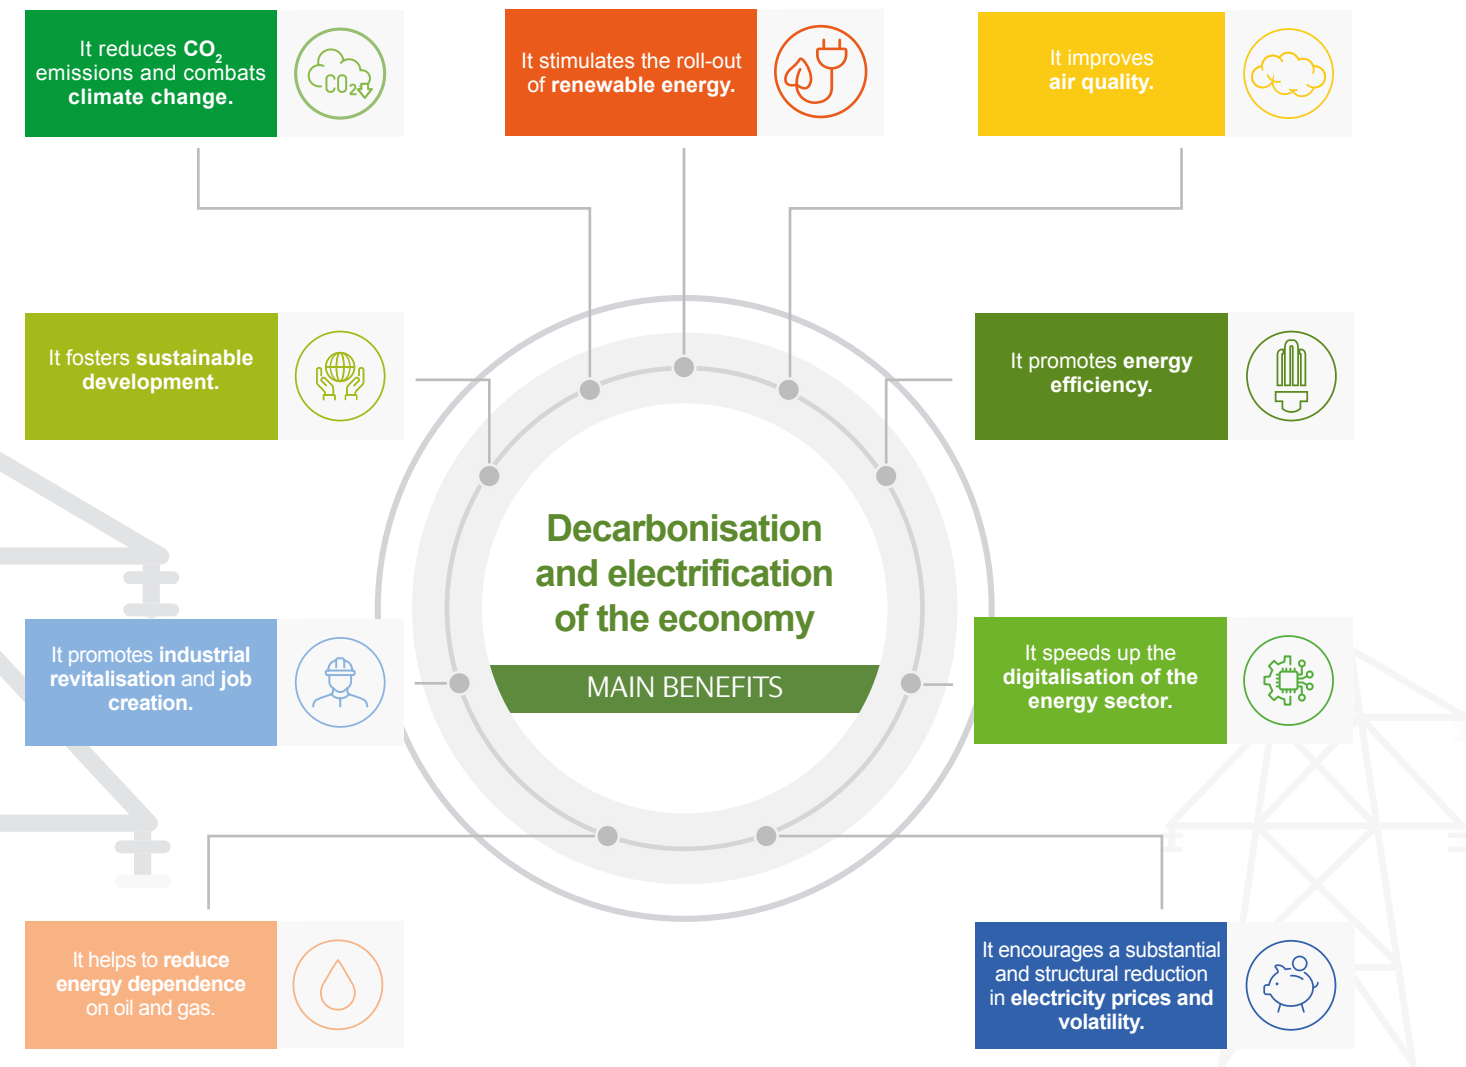 It reduces CO2
emissions and combats
climate change.
CO2
It stimulates the roll-out
of renewable energy.
It improves
air quality.
It fosters sustainable
development.
It promotes energy
efficiency.
Decarbonisation
and electrification
of the economy
MAIN BENEFITS
It promotes industrial
revitalisation and job
creation.
It speeds up the
digitalisation of the
energy sector.
It helps to reduce
energy dependence
on oil and gas.
It encourages a substantial
and structural reduction
in electricity prices and
volatility.